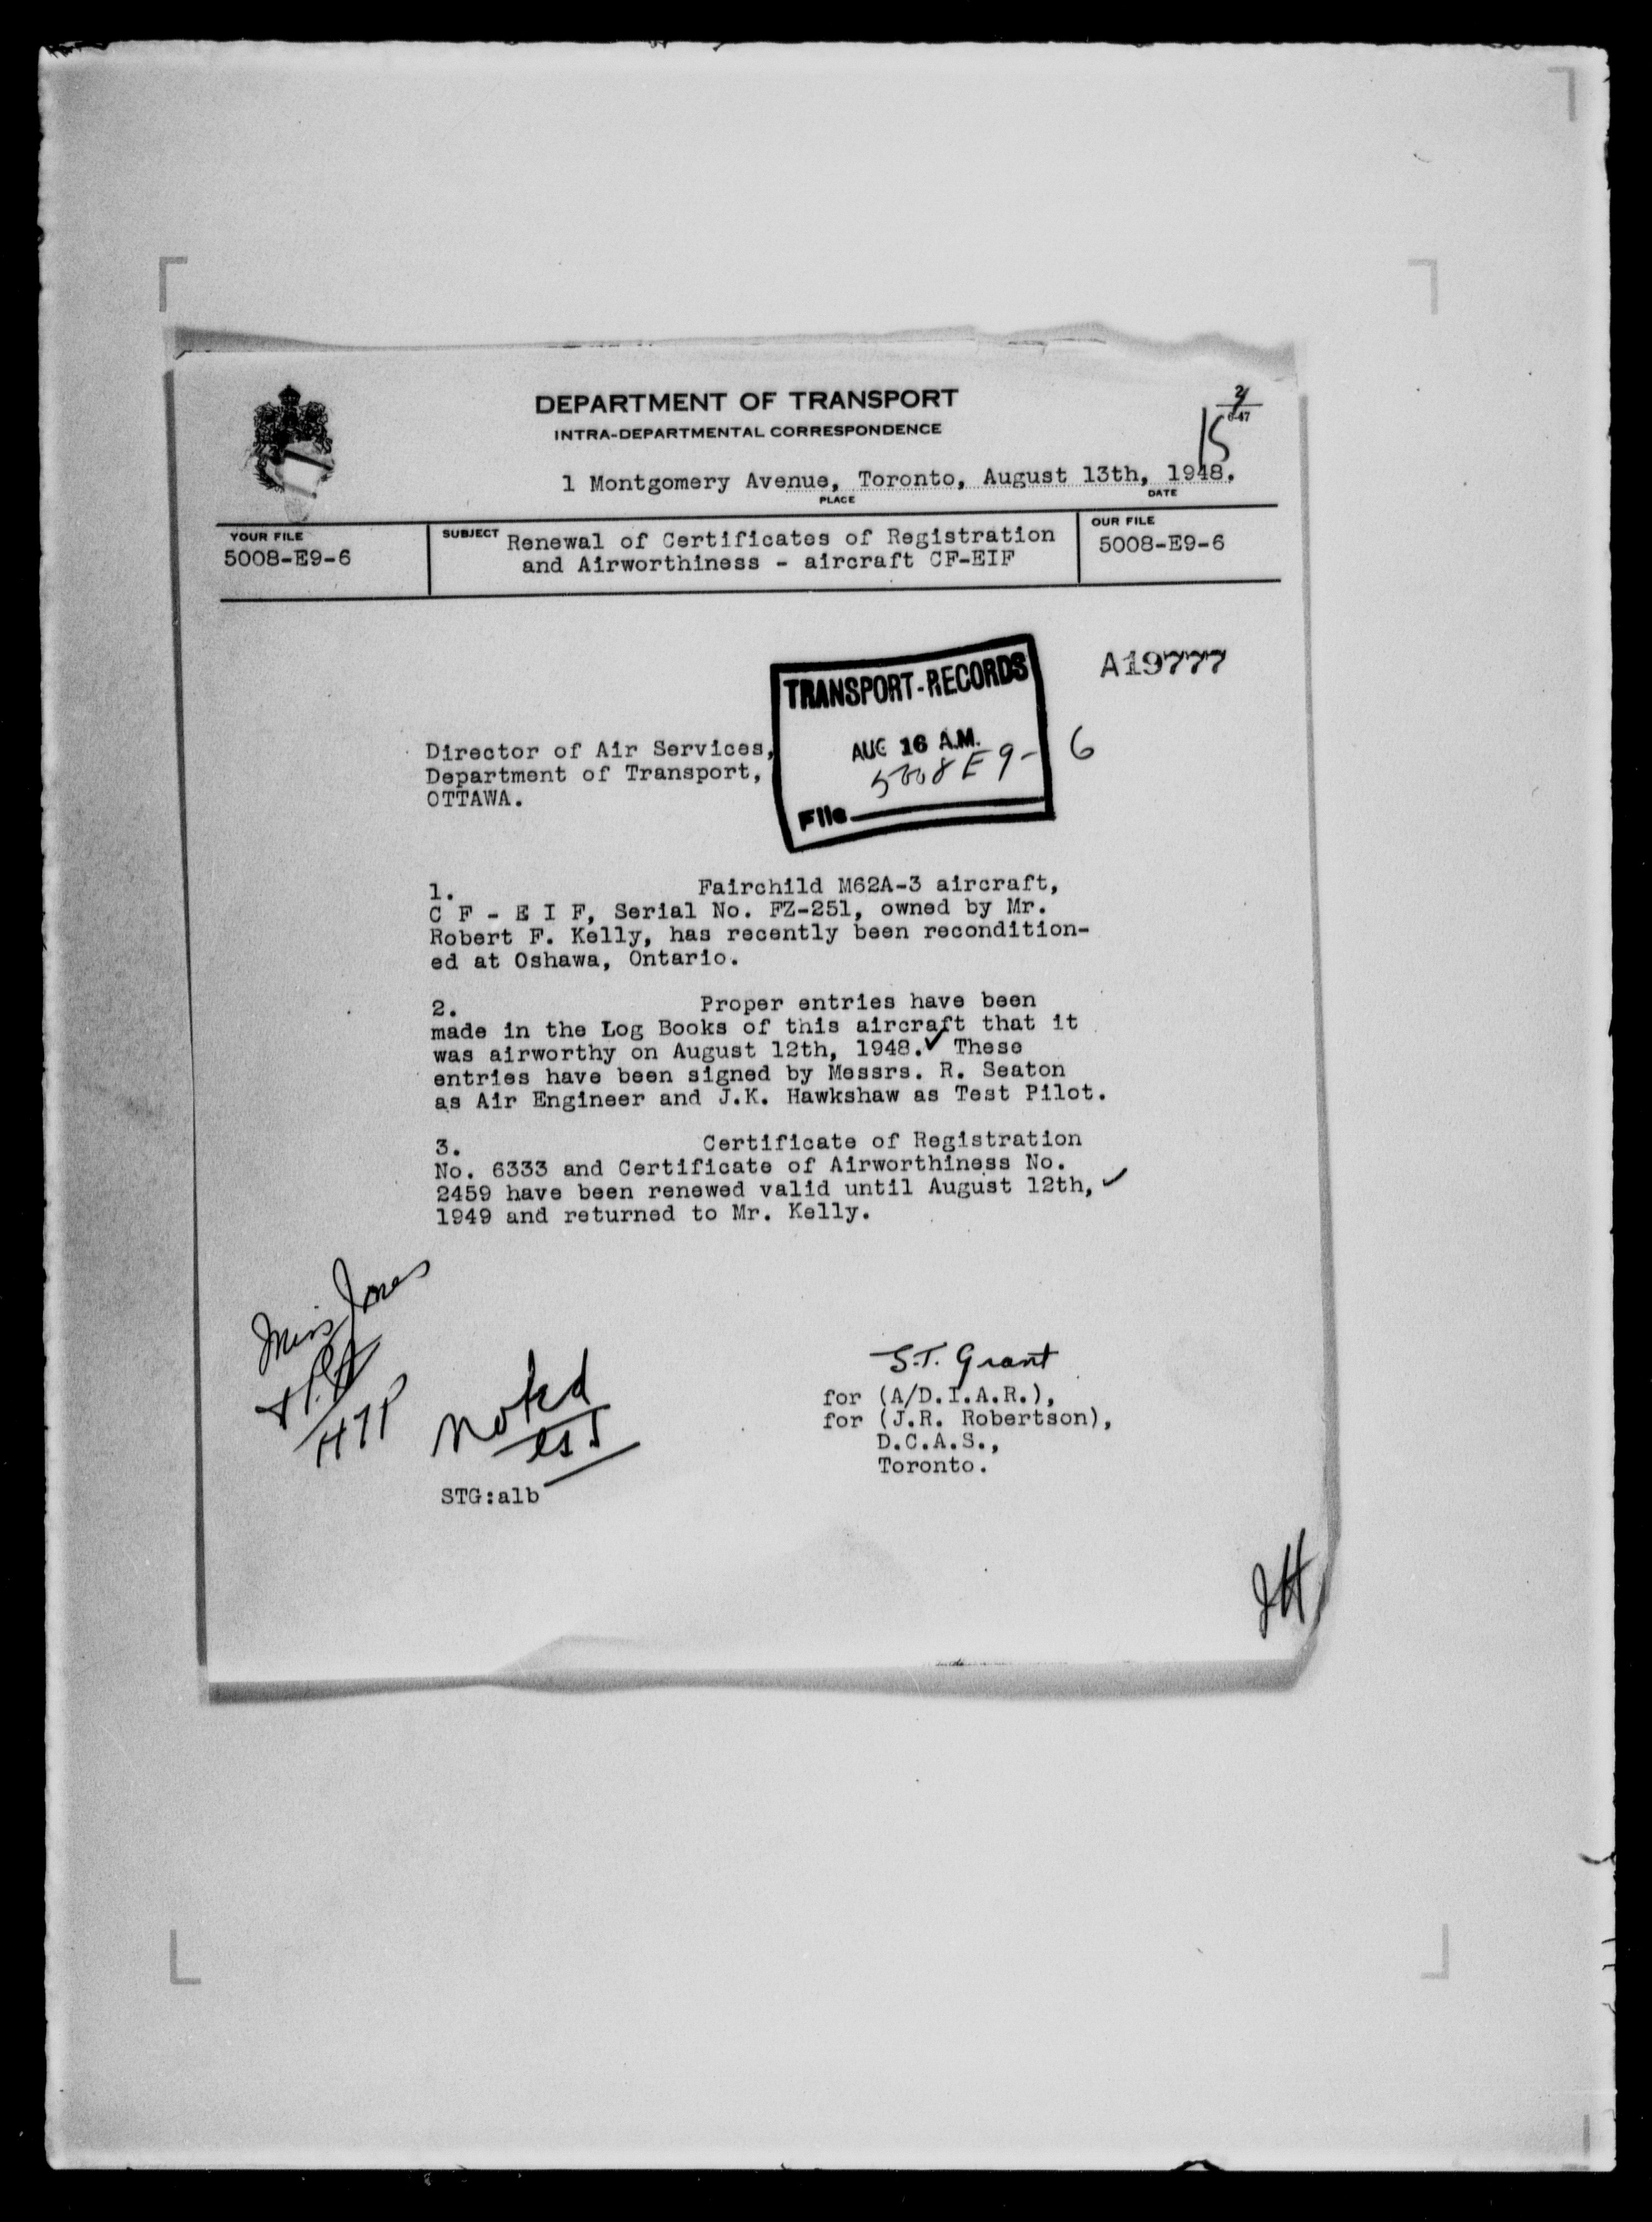 DEPARTMENT OF TRANSPORT
INTRA-DEPARTMENTAL CORRESPONDENCE
15
1 Montgomery Avenue, Toronto, August 13th, 1948.
PLACE DATE
YOUR FILE
5008-E9-6
SUBJECT Renewal of Certificates of Registration
and Airworthiness - aircraft CF-EIF
OUR FILE
5008-E9-6
TRANSPORT-RECORDS
AUG 16 A.M.
5008 E9-6
File
A19777
Director of Air Services,
Department of Transport,
OTTAWA.
1. Fairchild M62A-3 aircraft,
C F - E I F, Serial No. FZ-251, owned by Mr.
Robert F. Kelly, has recently been recondition-
ed at Oshawa, Ontario.
2. Proper entries have been
made in the Log Books of this aircraft that it
was airworthy on August 12th, 1948. These
entries have been signed by Messrs. R. Seaton
as Air Engineer and J.K. Hawkshaw as Test Pilot.
3. Certificate of Registration
No. 6333 and Certificate of Airworthiness No.
2459 have been renewed valid until August 12th,
1949 and returned to Mr. Kelly.
Miss Jones
noted
S.T. Grant
for (A/D.I.A.R.),
for (J.R. Robertson),
D.C.A.S.,
Toronto.
STG:alb